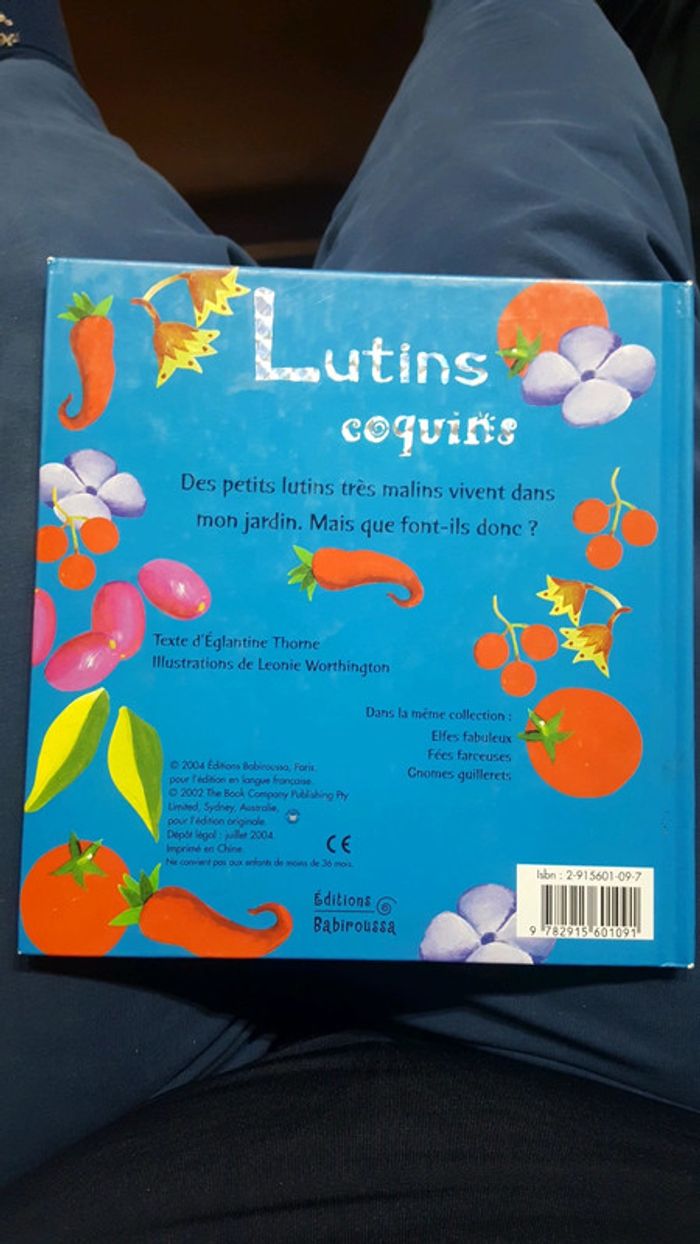 Lutins
coquins
Des petits lutins très malins vivent dans
mon jardin. Mais que font-ils donc ?
Texte d'Églantine Thorne
Illustrations de Leonie Worthington
Dans la même collection :
Elfes fabuleux
Fées farceuses
Gnomes guillerets
© 2004 Éditions Babiroussa, Paris,
pour l'édition en langue française.
© 2002 The Book Company Publishing Pty
Limited, Sydney, Australie,
pour l'édition originale.
Dépôt légal : juillet 2004.
Imprimé en Chine.
Ne convient pas aux enfants de moins de 36 mois.
CE
Éditions
Babiroussa
Isbn : 2-915601-09-7
9 782915 601091